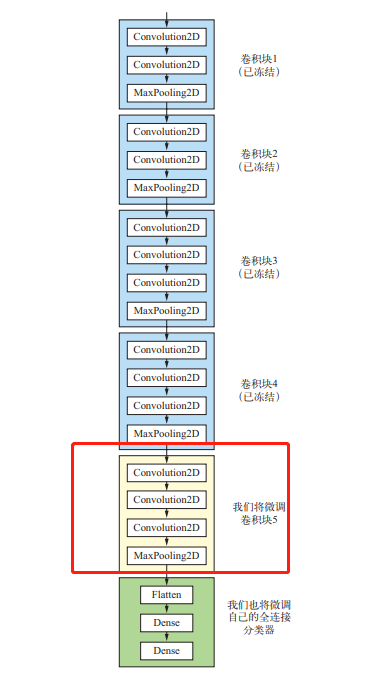 Convolution2D
Convolution2D
MaxPooling2D
卷积块1
（已冻结）
Convolution2D
Convolution2D
MaxPooling2D
卷积块2
（已冻结）
Convolution2D
Convolution2D
Convolution2D
MaxPooling2D
卷积块3
（已冻结）
Convolution2D
Convolution2D
Convolution2D
MaxPooling2D
卷积块4
（已冻结）
Convolution2D
Convolution2D
Convolution2D
MaxPooling2D
我们将微调
卷积块5
Flatten
Dense
Dense
我们也将微调
自己的全连接
分类器